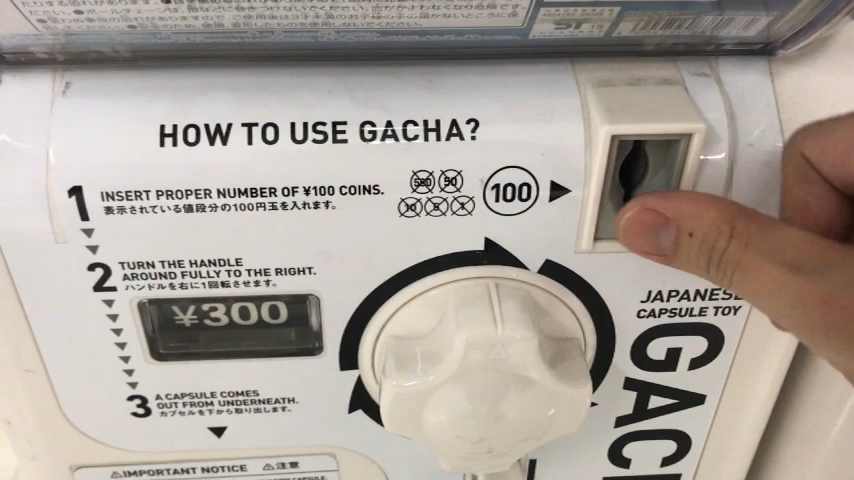 HOW TO USE GACHA?
1 INSERT PROPER NUMBER OF ¥100 COINS.
表示されている値段分の100円玉を入れます。
500 50
10 5 1
100
2 TURN THE HANDLE
AROUND FULLY TO THE RIGHT.
ハンドルを右に1回転させます。
¥300
3 A CAPSULE COMES
OUT FROM UNDERNEATH.
カプセルを下から取り出します。
JAPANESE
CAPSULE TOY
GAC
⚠IMPORTANT NOTICE ⚠注意